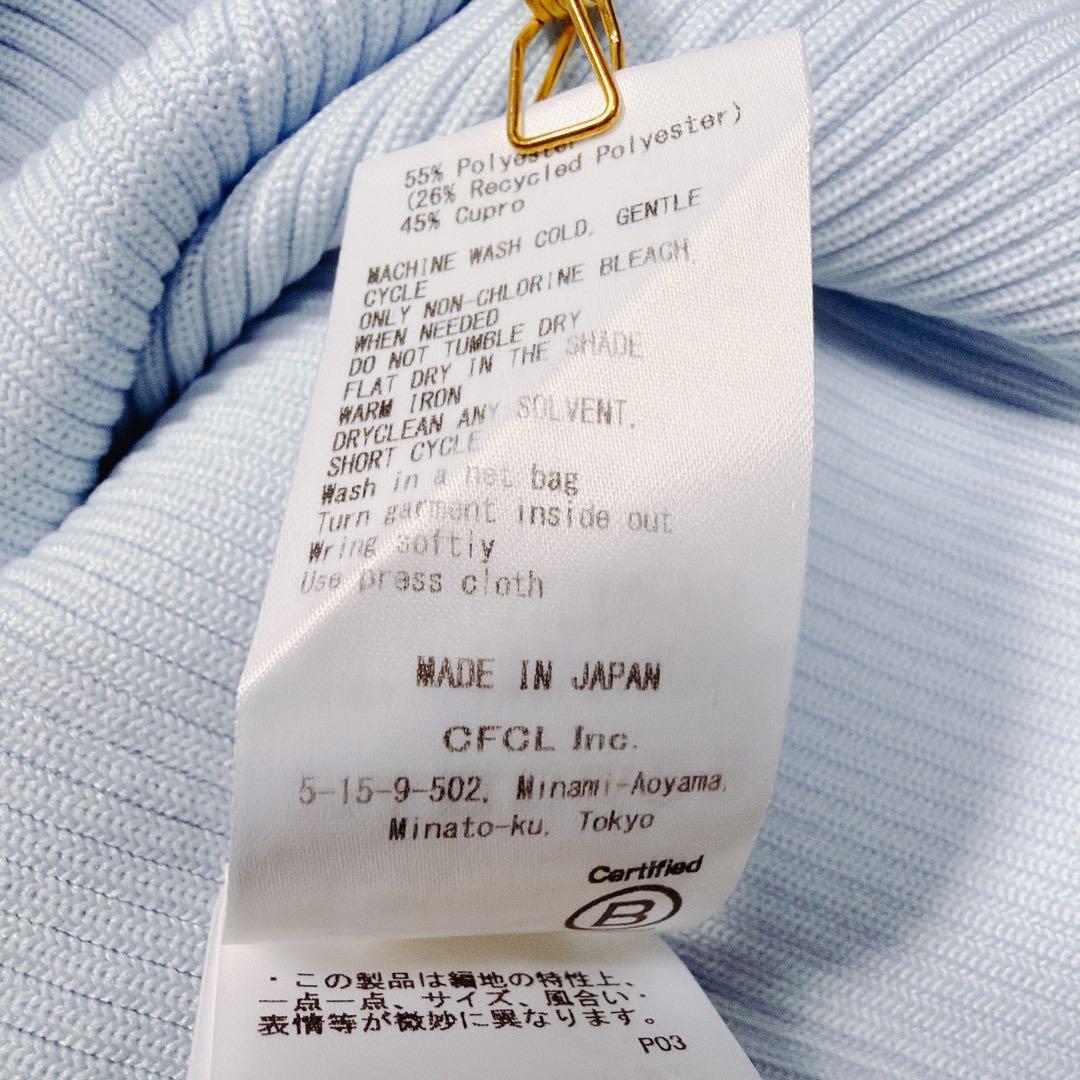 55% Polyester
(26% Recycled Polyester)
45% Cupro
MACHINE WASH COLD, GENTLE
CYCLE
ONLY NON-CHLORINE BLEACH,
WHEN NEEDED
DO NOT TUMBLE DRY
FLAT DRY IN THE SHADE
WARM IRON
DRYCLEAN ANY SOLVENT,
SHORT CYCLE
Wash in a net bag
Turn garment inside out
Wring softly
Use press cloth
MADE IN JAPAN
CFCL Inc.
5-15-9-502, Minami-Aoyama,
Minato-ku, Tokyo
Certified
B
・この製品は編地の特性上、
一点一点、サイズ、風合い・
表情等が微妙に異なります。
P03